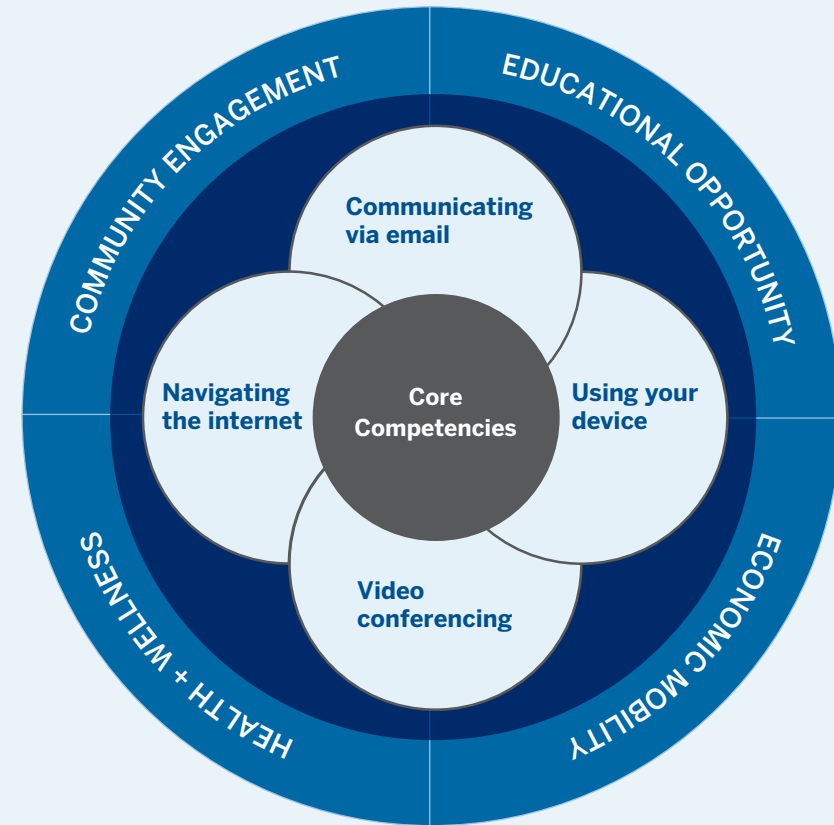 COMMUNITY ENGAGEMENT
EDUCATIONAL OPPORTUNITY
Communicating
via email
Navigating
the internet
Core
Competencies
Using your
device
Video
conferencing
HEALTH + WELLNESS
ECONOMIC MOBILITY